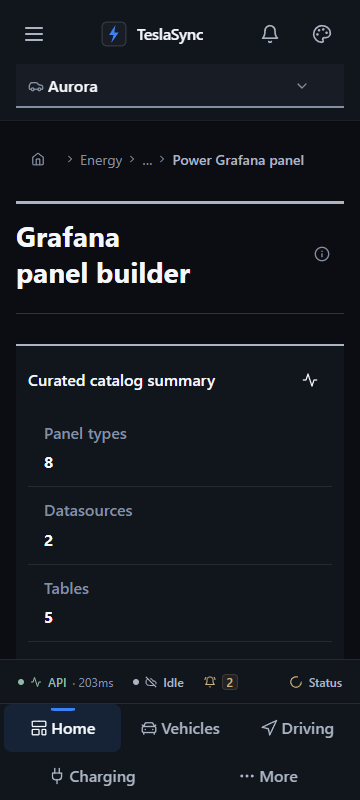 TeslaSync
Aurora
Energy ... Power Grafana panel
Grafana
panel builder
Curated catalog summary
Panel types
8
Datasources
2
Tables
5
API · 203ms Idle 2 Status
Home Vehicles Driving
Charging More